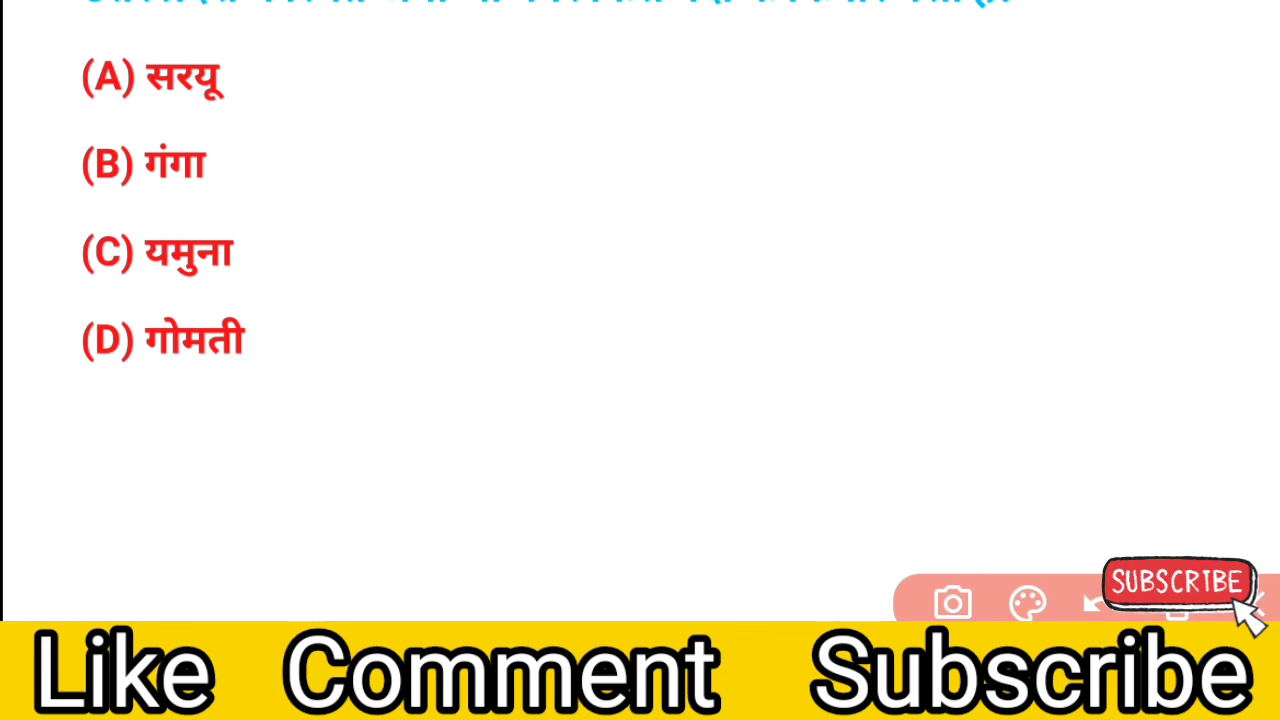 (A) सरयू
(B) गंगा
(C) यमुना
(D) गोमती
SUBSCRIBE
Like Comment Subscribe